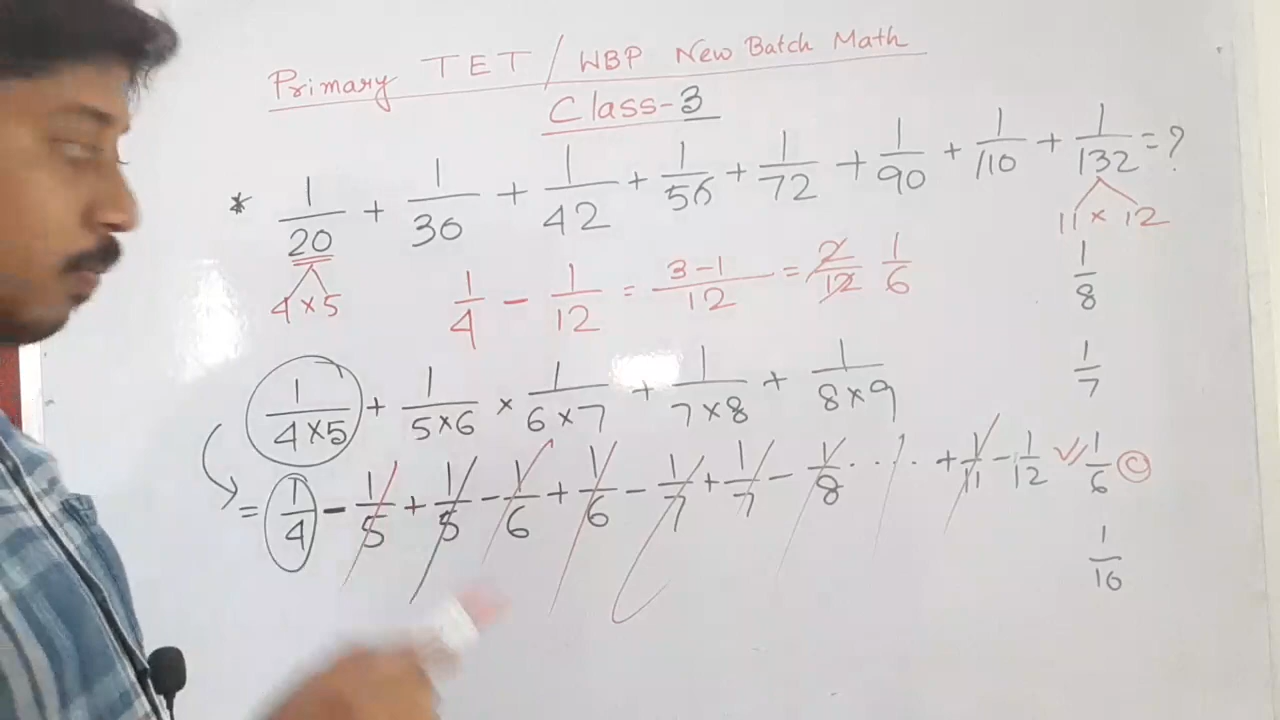 Primary TET / WBP New Batch Math
Class-3
* 1/20 + 1/30 + 1/42 + 1/56 + 1/72 + 1/90 + 1/110 + 1/132 = ?
4×5
11 × 12
1/4 - 1/12 = 3-1/12 = 2/12 1/6
1/8
1/7
1/4×5 + 1/5×6 × 1/6×7 + 1/7×8 + 1/8×9
= 1/4 - 1/5 + 1/5 - 1/6 + 1/6 - 1/7 + 1/7 - 1/8 . . . . + 1/11 - 1/12 ✓ 1/6 C
1/16